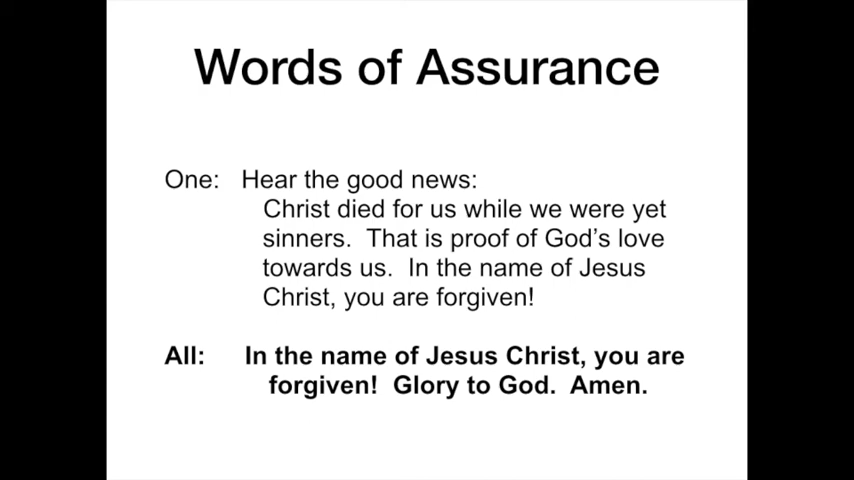 Words of Assurance
One: Hear the good news:
Christ died for us while we were yet
sinners. That is proof of God's love
towards us. In the name of Jesus
Christ, you are forgiven!
All: In the name of Jesus Christ, you are
forgiven! Glory to God. Amen.